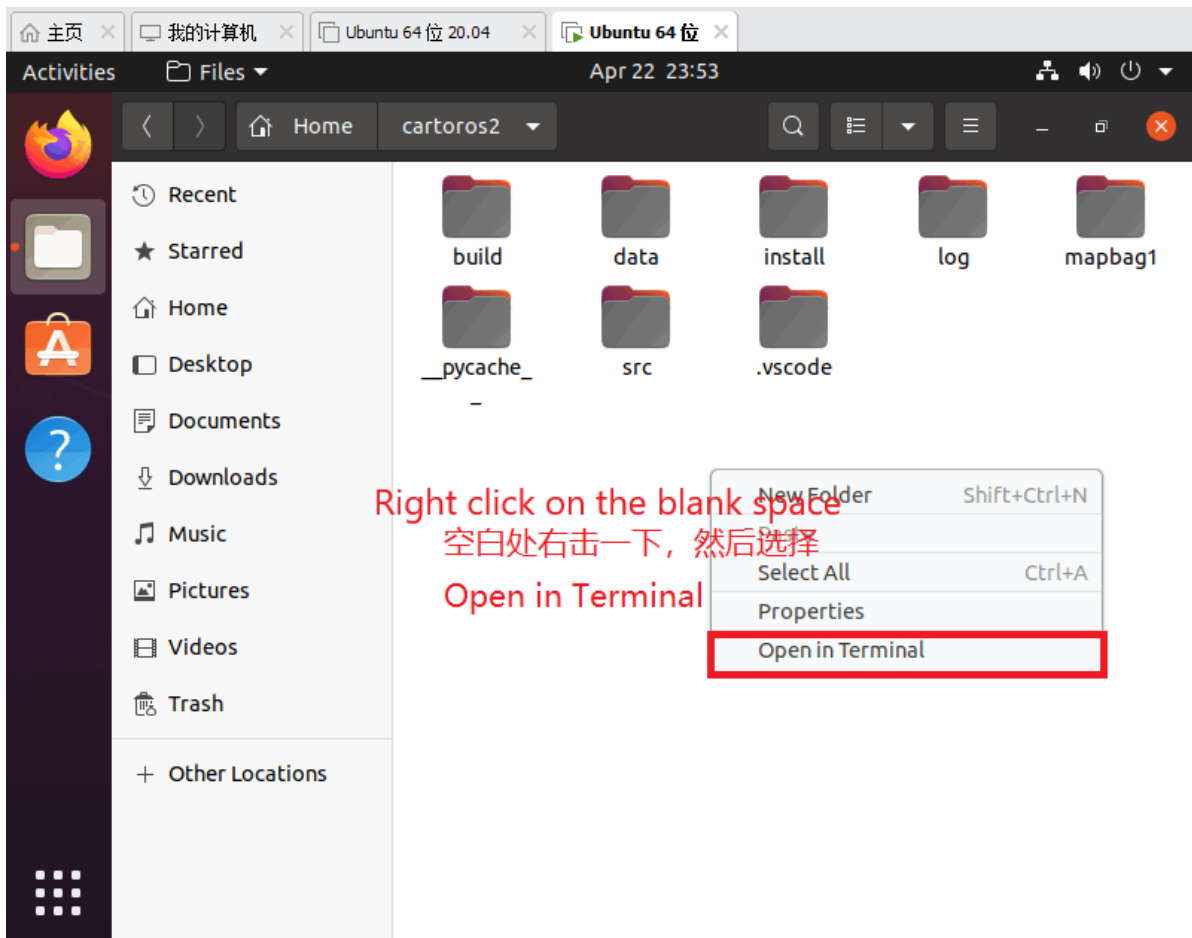 主页
我的计算机
Ubuntu 64 位 20.04
Ubuntu 64 位
Activities
Files
Apr 22 23:53
Home
cartoros2
Recent
Starred
Home
Desktop
Documents
Downloads
Music
Pictures
Videos
Trash
Other Locations
build
data
install
log
mapbag1
__pycache_
_
src
.vscode
Right click on the blank space
空白处右击一下，然后选择
Open in Terminal
New Folder Shift+Ctrl+N
Paste
Select All Ctrl+A
Properties
Open in Terminal